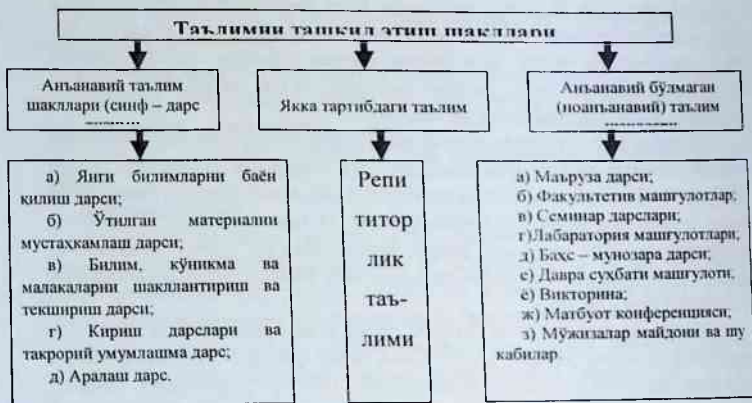 Таълимни ташкил этиш шакллари
Анъанавий таълим
шакллари (синф – дарс
Якка тартибдаги таълим
Анъанавий бўлмаган
(ноанъанавий) таълим
а) Янги билимларни баён
қилиш дарси;
б) Ўтилган материални
мустаҳкамлаш дарси;
в) Билим, кўникма ва
малакаларни шакллантириш ва
текшириш дарси;
г) Кириш дарслари ва
такрорий умумлашма дарс;
д) Аралаш дарс.
Репи
титор
лик
таъ-
лими
а) Маъруза дарси;
б) Факультетив машғулотлар;
в) Семинар дарслари;
г)Лабаратория машғулотлари;
д) Баҳс – мунозара дарси;
е) Давра суҳбати машғулоти;
ё) Викторина;
ж) Матбуот конференцияси;
з) Мўжизалар майдони ва шу
кабилар.